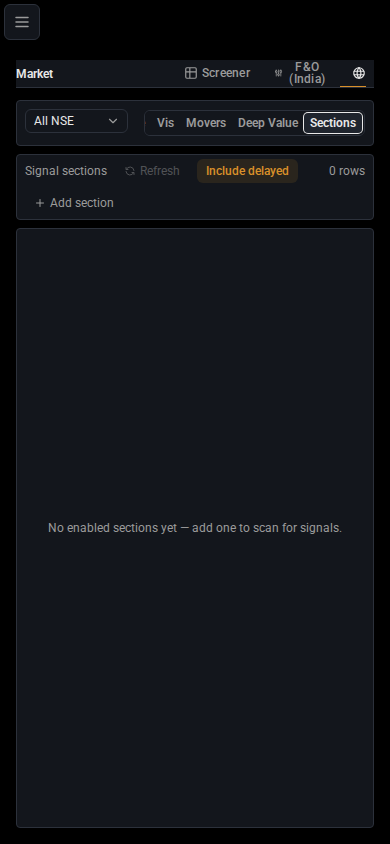 Market
Screener
F&O
(India)
All NSE
Vis
Movers
Deep Value
Sections
Signal sections
Refresh
Include delayed
0 rows
+ Add section
No enabled sections yet — add one to scan for signals.